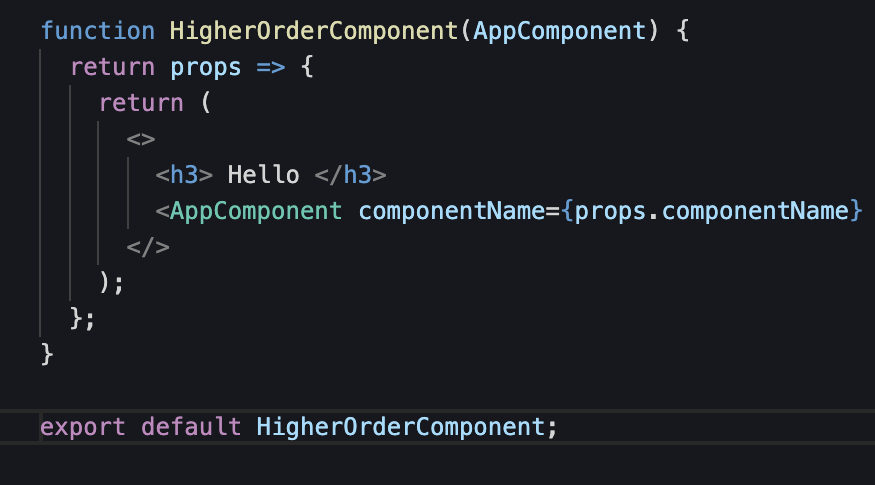 function HigherOrderComponent(AppComponent) {
return props => {
return (
<>
<h3> Hello </h3>
<AppComponent componentName={props.componentName}
</>
);
};
}
export default HigherOrderComponent;